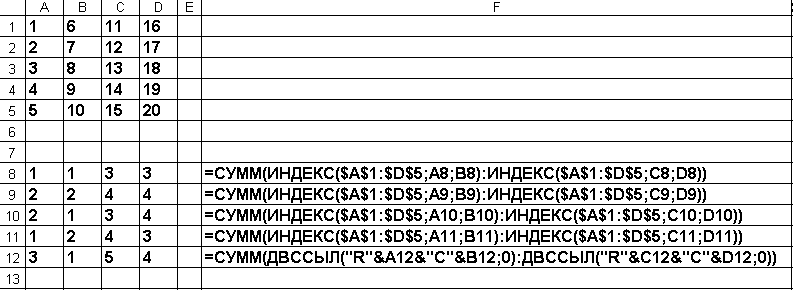 A B C D E F
1 1 6 11 16
2 2 7 12 17
3 3 8 13 18
4 4 9 14 19
5 5 10 15 20
6
7
8 1 1 3 3 =СУММ(ИНДЕКС($A$1:$D$5;A8;B8):ИНДЕКС($A$1:$D$5;C8;D8))
9 2 2 4 4 =СУММ(ИНДЕКС($A$1:$D$5;A9;B9):ИНДЕКС($A$1:$D$5;C9;D9))
10 2 1 3 4 =СУММ(ИНДЕКС($A$1:$D$5;A10;B10):ИНДЕКС($A$1:$D$5;C10;D10))
11 1 2 4 3 =СУММ(ИНДЕКС($A$1:$D$5;A11;B11):ИНДЕКС($A$1:$D$5;C11;D11))
12 3 1 5 4 =СУММ(ДВССЫЛ("R"&A12&"C"&B12;0):ДВССЫЛ("R"&C12&"C"&D12;0))
13